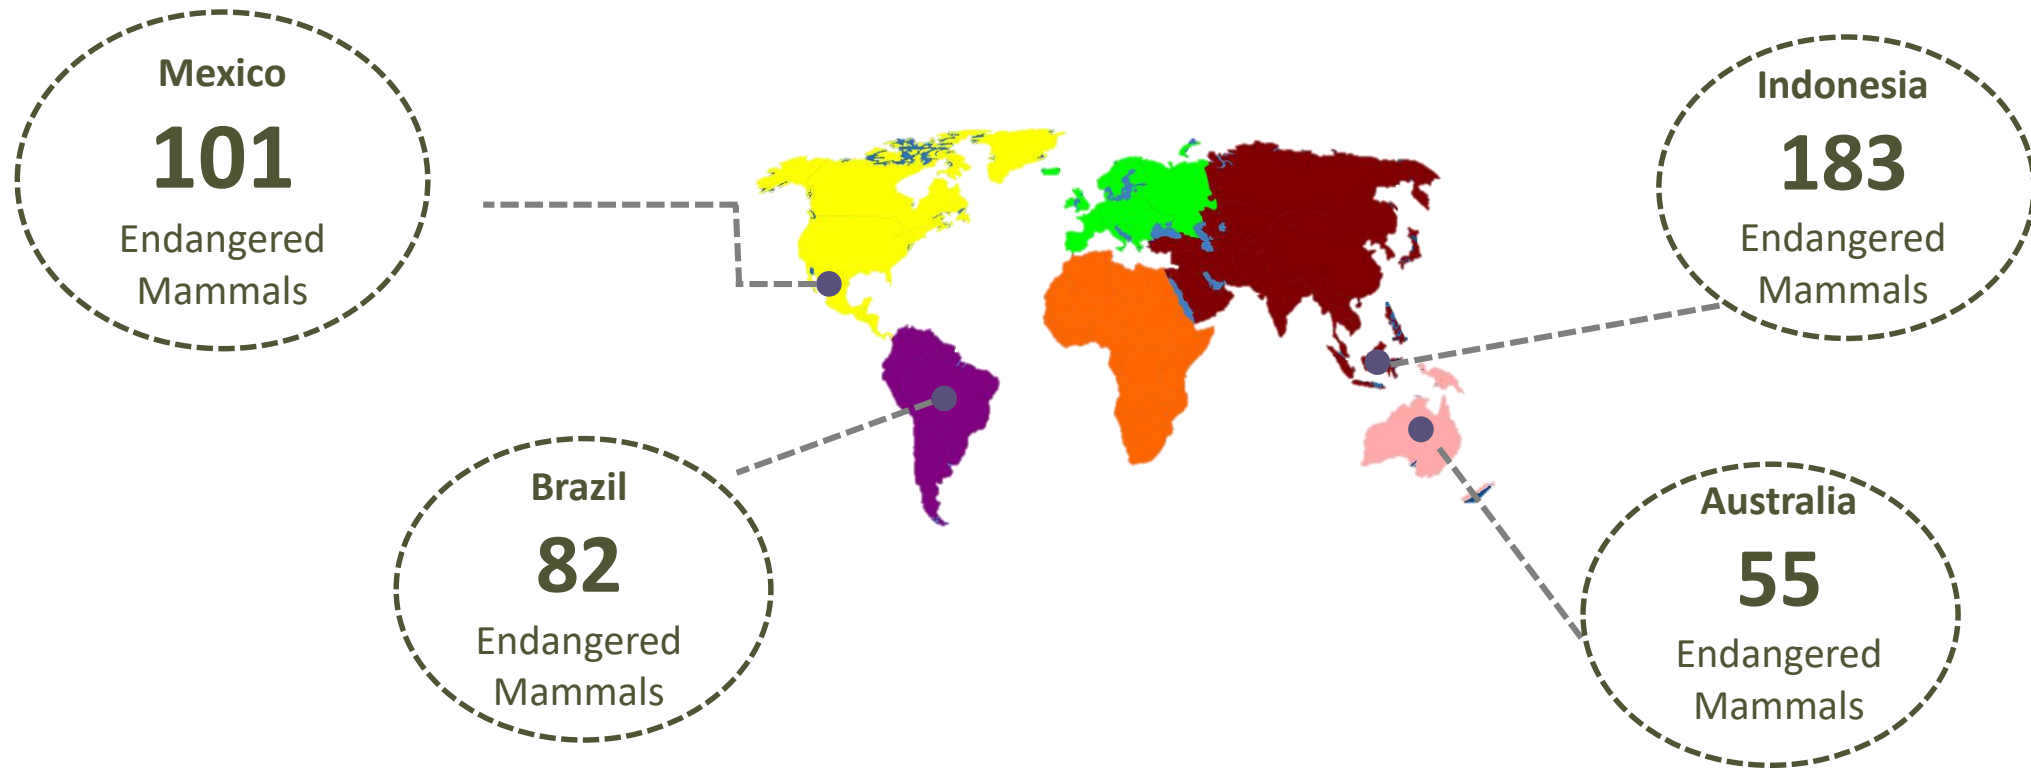 Mexico
101
Endangered
Mammals
Indonesia
183
Endangered
Mammals
Brazil
82
Endangered
Mammals
Australia
55
Endangered
Mammals